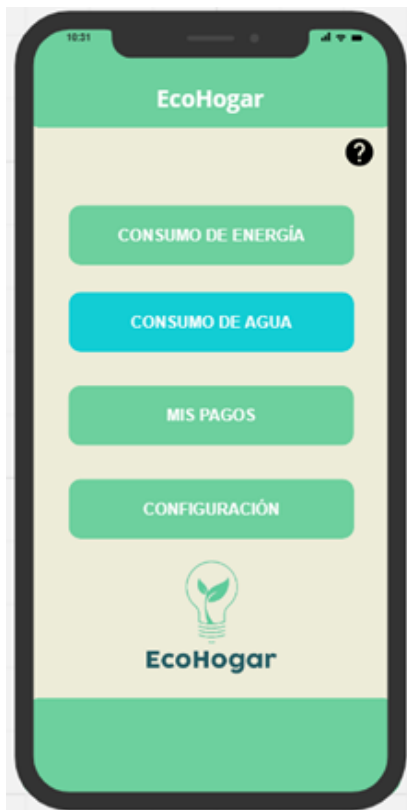 10:31
EcoHogar
?
CONSUMO DE ENERGÍA
CONSUMO DE AGUA
MIS PAGOS
CONFIGURACIÓN
EcoHogar